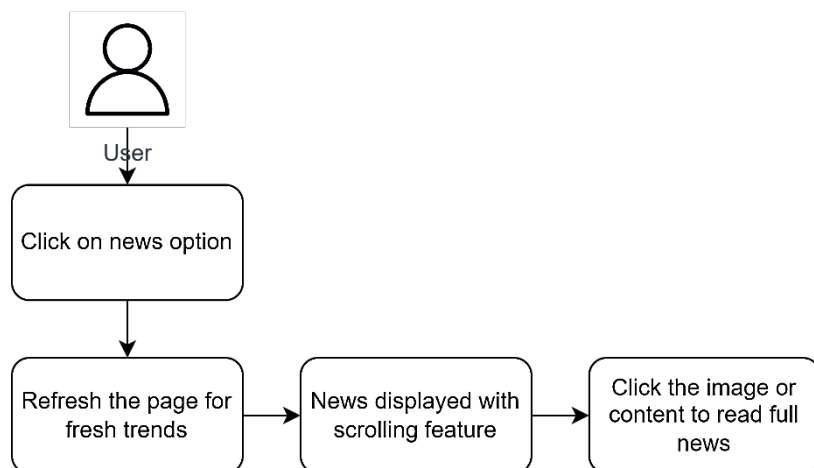 User
Click on news option
Refresh the page for
fresh trends
News displayed with
scrolling feature
Click the image or
content to read full
news